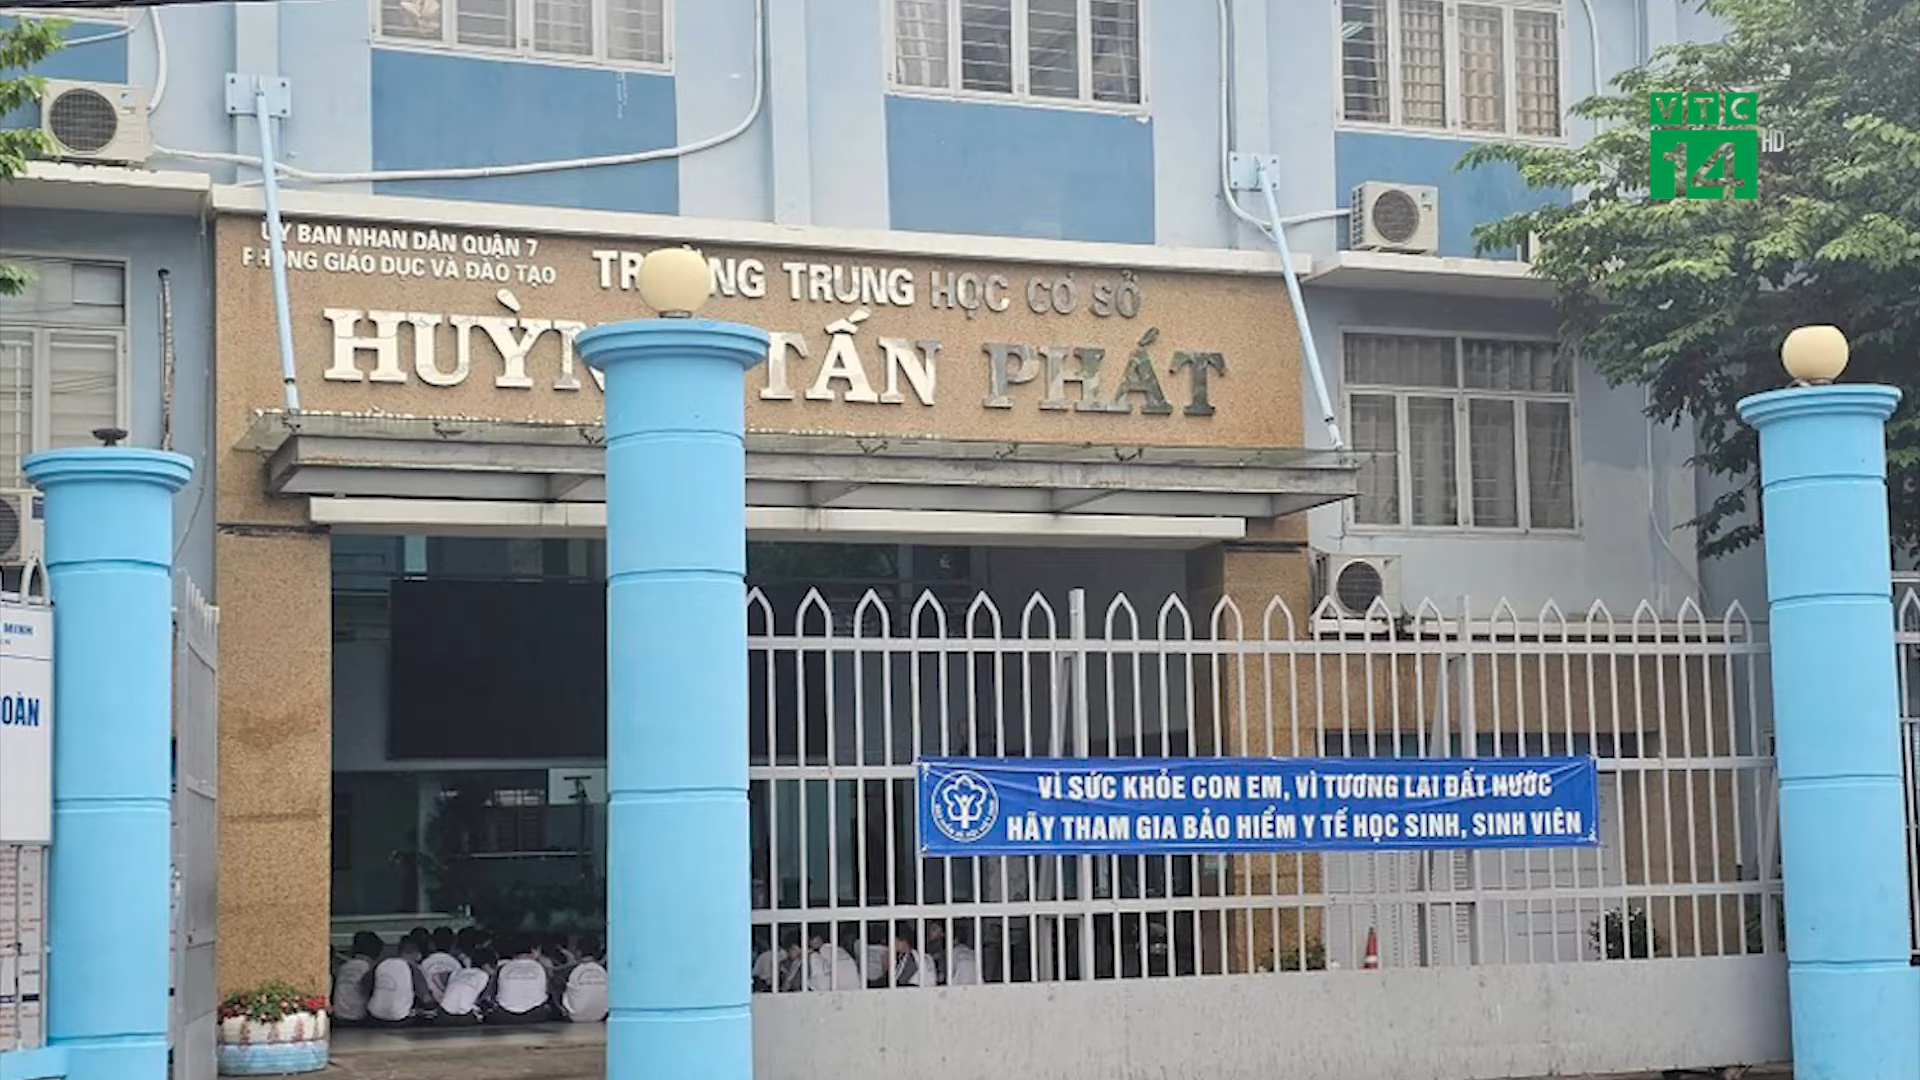 VTC
14 HD
ỦY BAN NHAN DÂN QUẬN 7
PHÒNG GIÁO DỤC VÀ ĐÀO TẠO
TRƯỜNG TRUNG HỌC CƠ SỞ
HUỲNH TẤN PHÁT
MINH
TOÀN
VÌ SỨC KHỎE CON EM, VÌ TƯƠNG LAI ĐẤT NƯỚC
HÃY THAM GIA BẢO HIỂM Y TẾ HỌC SINH, SINH VIÊN